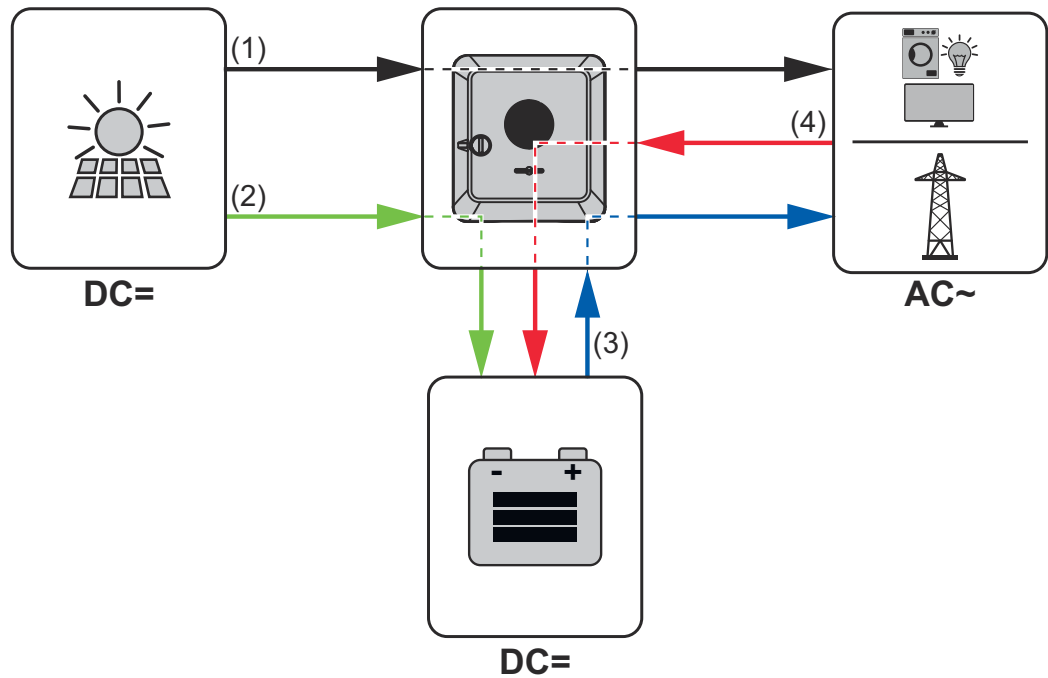 (1)
(4)
(2)
DC=
AC~
(3)
- +
DC=